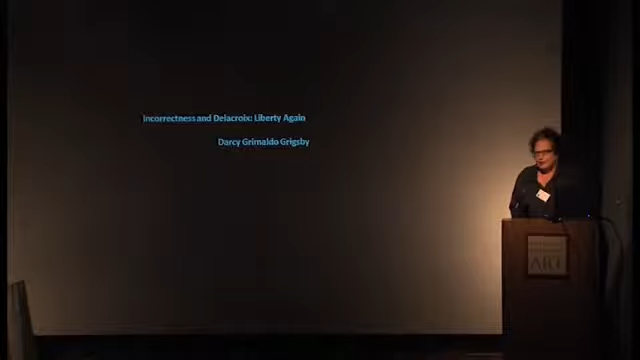 Incorrectness and Delacroix: Liberty Again
Darcy Grimaldo Grigsby
ART